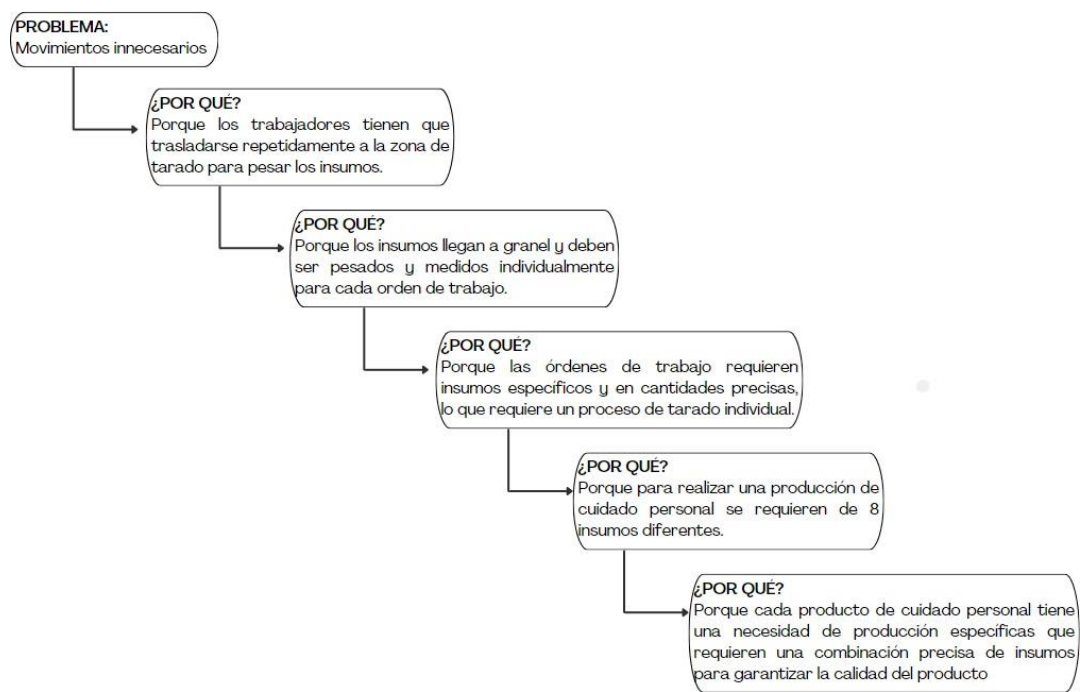 PROBLEMA:
Movimientos innecesarios
¿POR QUÉ?
Porque los trabajadores tienen que
trasladarse repetidamente a la zona de
tarado para pesar los insumos.
¿POR QUÉ?
Porque los insumos llegan a granel y deben
ser pesados y medidos individualmente
para cada orden de trabajo.
¿POR QUÉ?
Porque las órdenes de trabajo requieren
insumos específicos y en cantidades precisas,
lo que requiere un proceso de tarado individual.
¿POR QUÉ?
Porque para realizar una producción de
cuidado personal se requieren de 8
insumos diferentes.
¿POR QUÉ?
Porque cada producto de cuidado personal tiene
una necesidad de producción específicas que
requieren una combinación precisa de insumos
para garantizar la calidad del producto